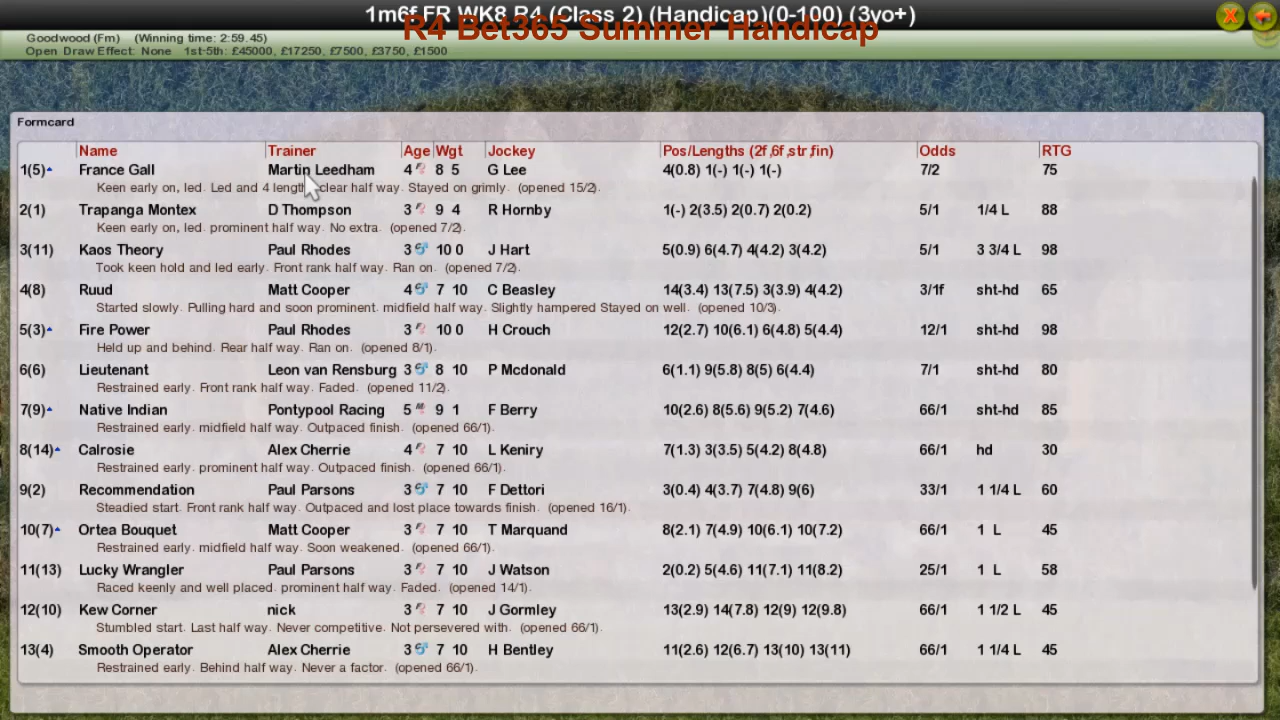 1m6f FR WK8 R4 (Class 2) (Handicap)(0-100) (3yo+)
R4 Bet365 Summer Handicap
Goodwood (Fm) (Winning time: 2:59.45)
Open Draw Effect: None 1st-5th: £45000, £17250, £7500, £3750, £1500
Formcard
Name Trainer Age Wgt Jockey Pos/Lengths (2f,6f,str,fin) Odds RTG
1(5) France Gall Martin Leedham 4 8 5 G Lee 4(0.8) 1(-) 1(-) 1(-) 7/2 75
Keen early on, led. Led and 4 lengths clear half way. Stayed on grimly. (opened 15/2).
2(1) Trapanga Montex D Thompson 3 9 4 R Hornby 1(-) 2(3.5) 2(0.7) 2(0.2) 5/1 1/4 L 88
Keen early on, led. prominent half way. No extra. (opened 7/2).
3(11) Kaos Theory Paul Rhodes 3 10 0 J Hart 5(0.9) 6(4.7) 4(4.2) 3(4.2) 5/1 3 3/4 L 98
Took keen hold and led early. Front rank half way. Ran on. (opened 7/2).
4(8) Ruud Matt Cooper 4 7 10 C Beasley 14(3.4) 13(7.5) 3(3.9) 4(4.2) 3/1f sht-hd 65
Started slowly. Pulling hard and soon prominent. midfield half way. Slightly hampered Stayed on well. (opened 10/3).
5(3) Fire Power Paul Rhodes 3 10 0 H Crouch 12(2.7) 10(6.1) 6(4.8) 5(4.4) 12/1 sht-hd 98
Held up and behind. Rear half way. Ran on. (opened 8/1).
6(6) Lieutenant Leon van Rensburg 3 8 10 P Mcdonald 6(1.1) 9(5.8) 8(5) 6(4.4) 7/1 sht-hd 80
Restrained early. Front rank half way. Faded. (opened 11/2).
7(9) Native Indian Pontypool Racing 5 9 1 F Berry 10(2.6) 8(5.6) 9(5.2) 7(4.6) 66/1 sht-hd 85
Restrained early. midfield half way. Outpaced finish. (opened 66/1).
8(14) Calrosie Alex Cherrie 4 7 10 L Keniry 7(1.3) 3(3.5) 5(4.2) 8(4.8) 66/1 hd 30
Restrained early. prominent half way. Outpaced finish. (opened 66/1).
9(2) Recommendation Paul Parsons 3 7 10 F Dettori 3(0.4) 4(3.7) 7(4.8) 9(6) 33/1 1 1/4 L 60
Steadied start. Front rank half way. Outpaced and lost place towards finish. (opened 16/1).
10(7) Ortea Bouquet Matt Cooper 3 7 10 T Marquand 8(2.1) 7(4.9) 10(6.1) 10(7.2) 66/1 1 L 45
Restrained early. midfield half way. Soon weakened. (opened 66/1).
11(13) Lucky Wrangler Paul Parsons 3 7 10 J Watson 2(0.2) 5(4.6) 11(7.1) 11(8.2) 25/1 1 L 58
Raced keenly and well placed. prominent half way. Faded. (opened 14/1).
12(10) Kew Corner nick 3 7 10 J Gormley 13(2.9) 14(7.8) 12(9) 12(9.8) 66/1 1 1/2 L 45
Stumbled start. Last half way. Never competitive. Not persevered with. (opened 66/1).
13(4) Smooth Operator Alex Cherrie 3 7 10 H Bentley 11(2.6) 12(6.7) 13(10) 13(11) 66/1 1 1/4 L 45
Restrained early. Behind half way. Never a factor. (opened 66/1).